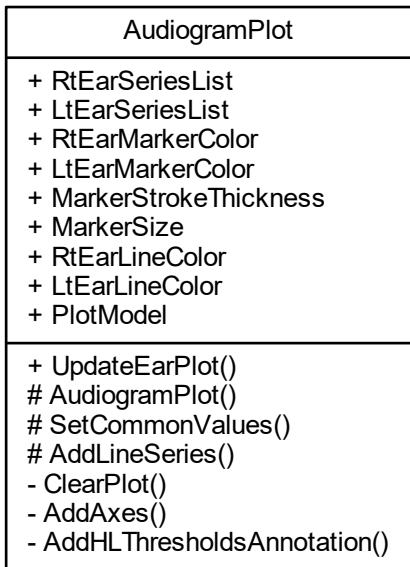 AudiogramPlot
+ RtEarSeriesList
+ LtEarSeriesList
+ RtEarMarkerColor
+ LtEarMarkerColor
+ MarkerStrokeThickness
+ MarkerSize
+ RtEarLineColor
+ LtEarLineColor
+ PlotModel
+ UpdateEarPlot()
# AudiogramPlot()
# SetCommonValues()
# AddLineSeries()
- ClearPlot()
- AddAxes()
- AddHLThresholdsAnnotation()